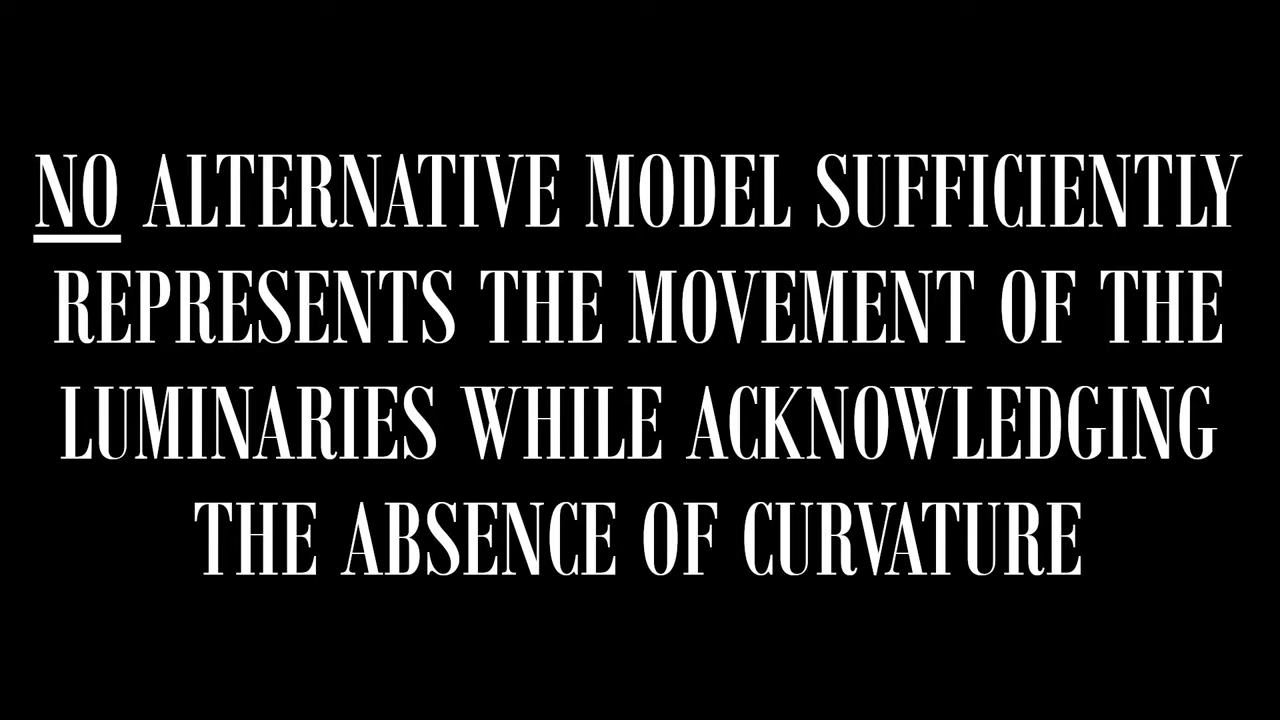 NO ALTERNATIVE MODEL SUFFICIENTLY
REPRESENTS THE MOVEMENT OF THE
LUMINARIES WHILE ACKNOWLEDGING
THE ABSENCE OF CURVATURE